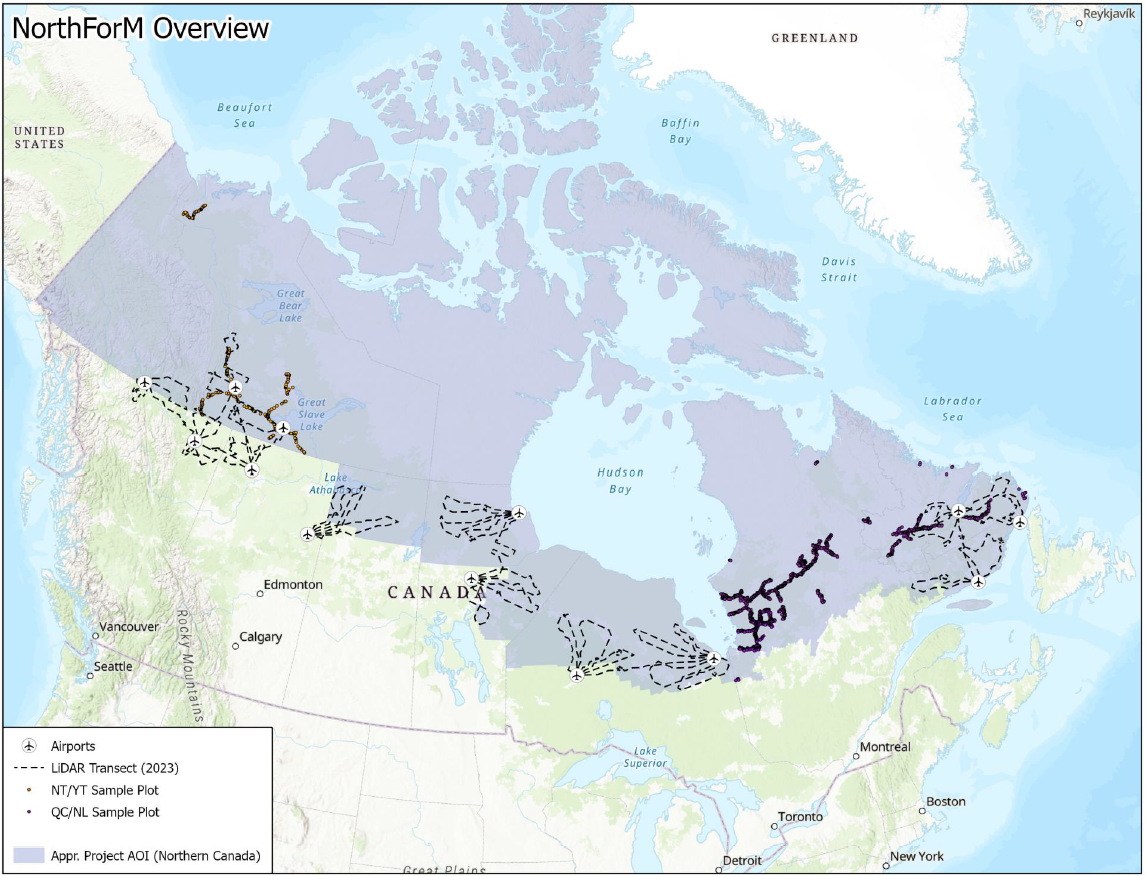 NorthForM Overview
Reykjavík
GREENLAND
Beaufort
Sea
Baffin
Bay
UNITED
STATES
Davis
Strait
Great
Bear
Lake
Great
Slave
Lake
Labrador
Sea
Hudson
Bay
Lake
Athabasca
Edmonton
CANADA
Vancouver
Calgary
Rocky Mountains
Seattle
Montreal
Lake
Superior
Boston
Toronto
Detroit
New York
Great Plains
Airports
LiDAR Transect (2023)
NT/YT Sample Plot
QC/NL Sample Plot
Appr. Project AOI (Northern Canada)